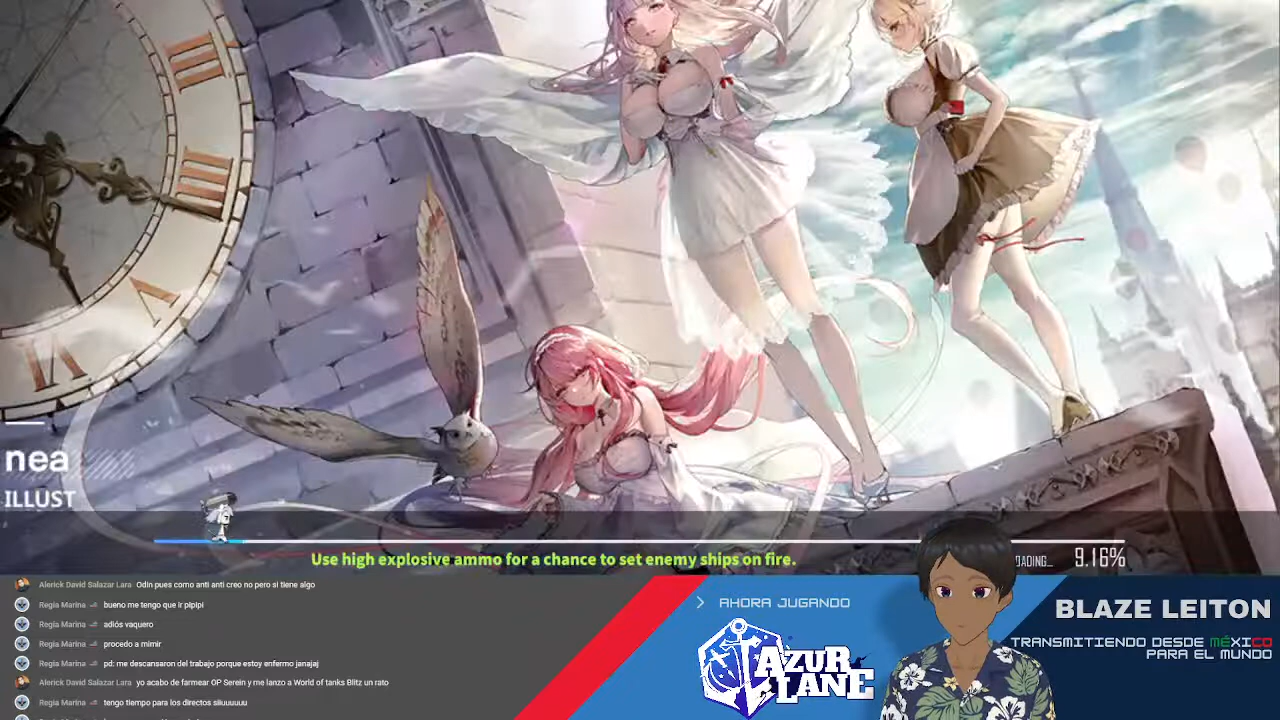 nea
ILLUST
Use high explosive ammo for a chance to set enemy ships on fire.
OADING... 9.16%
Alerick David Salazar Lara Odin pues como anti anti creo no pero si tiene algo
Regia Marina bueno me tengo que ir pipipi
Regia Marina adiós vaquero
Regia Marina procedo a mimir
Regia Marina pd: me descansaron del trabajo porque estoy enfermo janajaj
Alerick David Salazar Lara yo acabo de farmear OP Serein y me lanzo a World of tanks Blitz un rato
Regia Marina tengo tiempo para los directos siiuuuuuu
> AHORA JUGANDO
AZUR
LANE
BLAZE LEITON
TRANSMITIENDO DESDE MÉXICO
PARA EL MUNDO